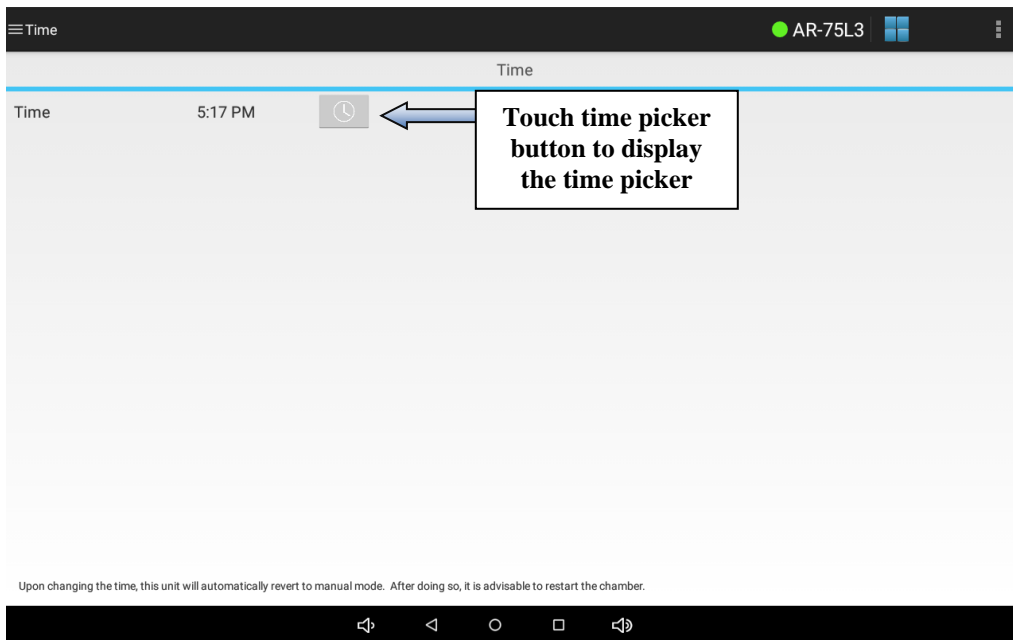 Time
AR-75L3
Time
Time 5:17 PM
Touch time picker
button to display
the time picker
Upon changing the time, this unit will automatically revert to manual mode. After doing so, it is advisable to restart the chamber.